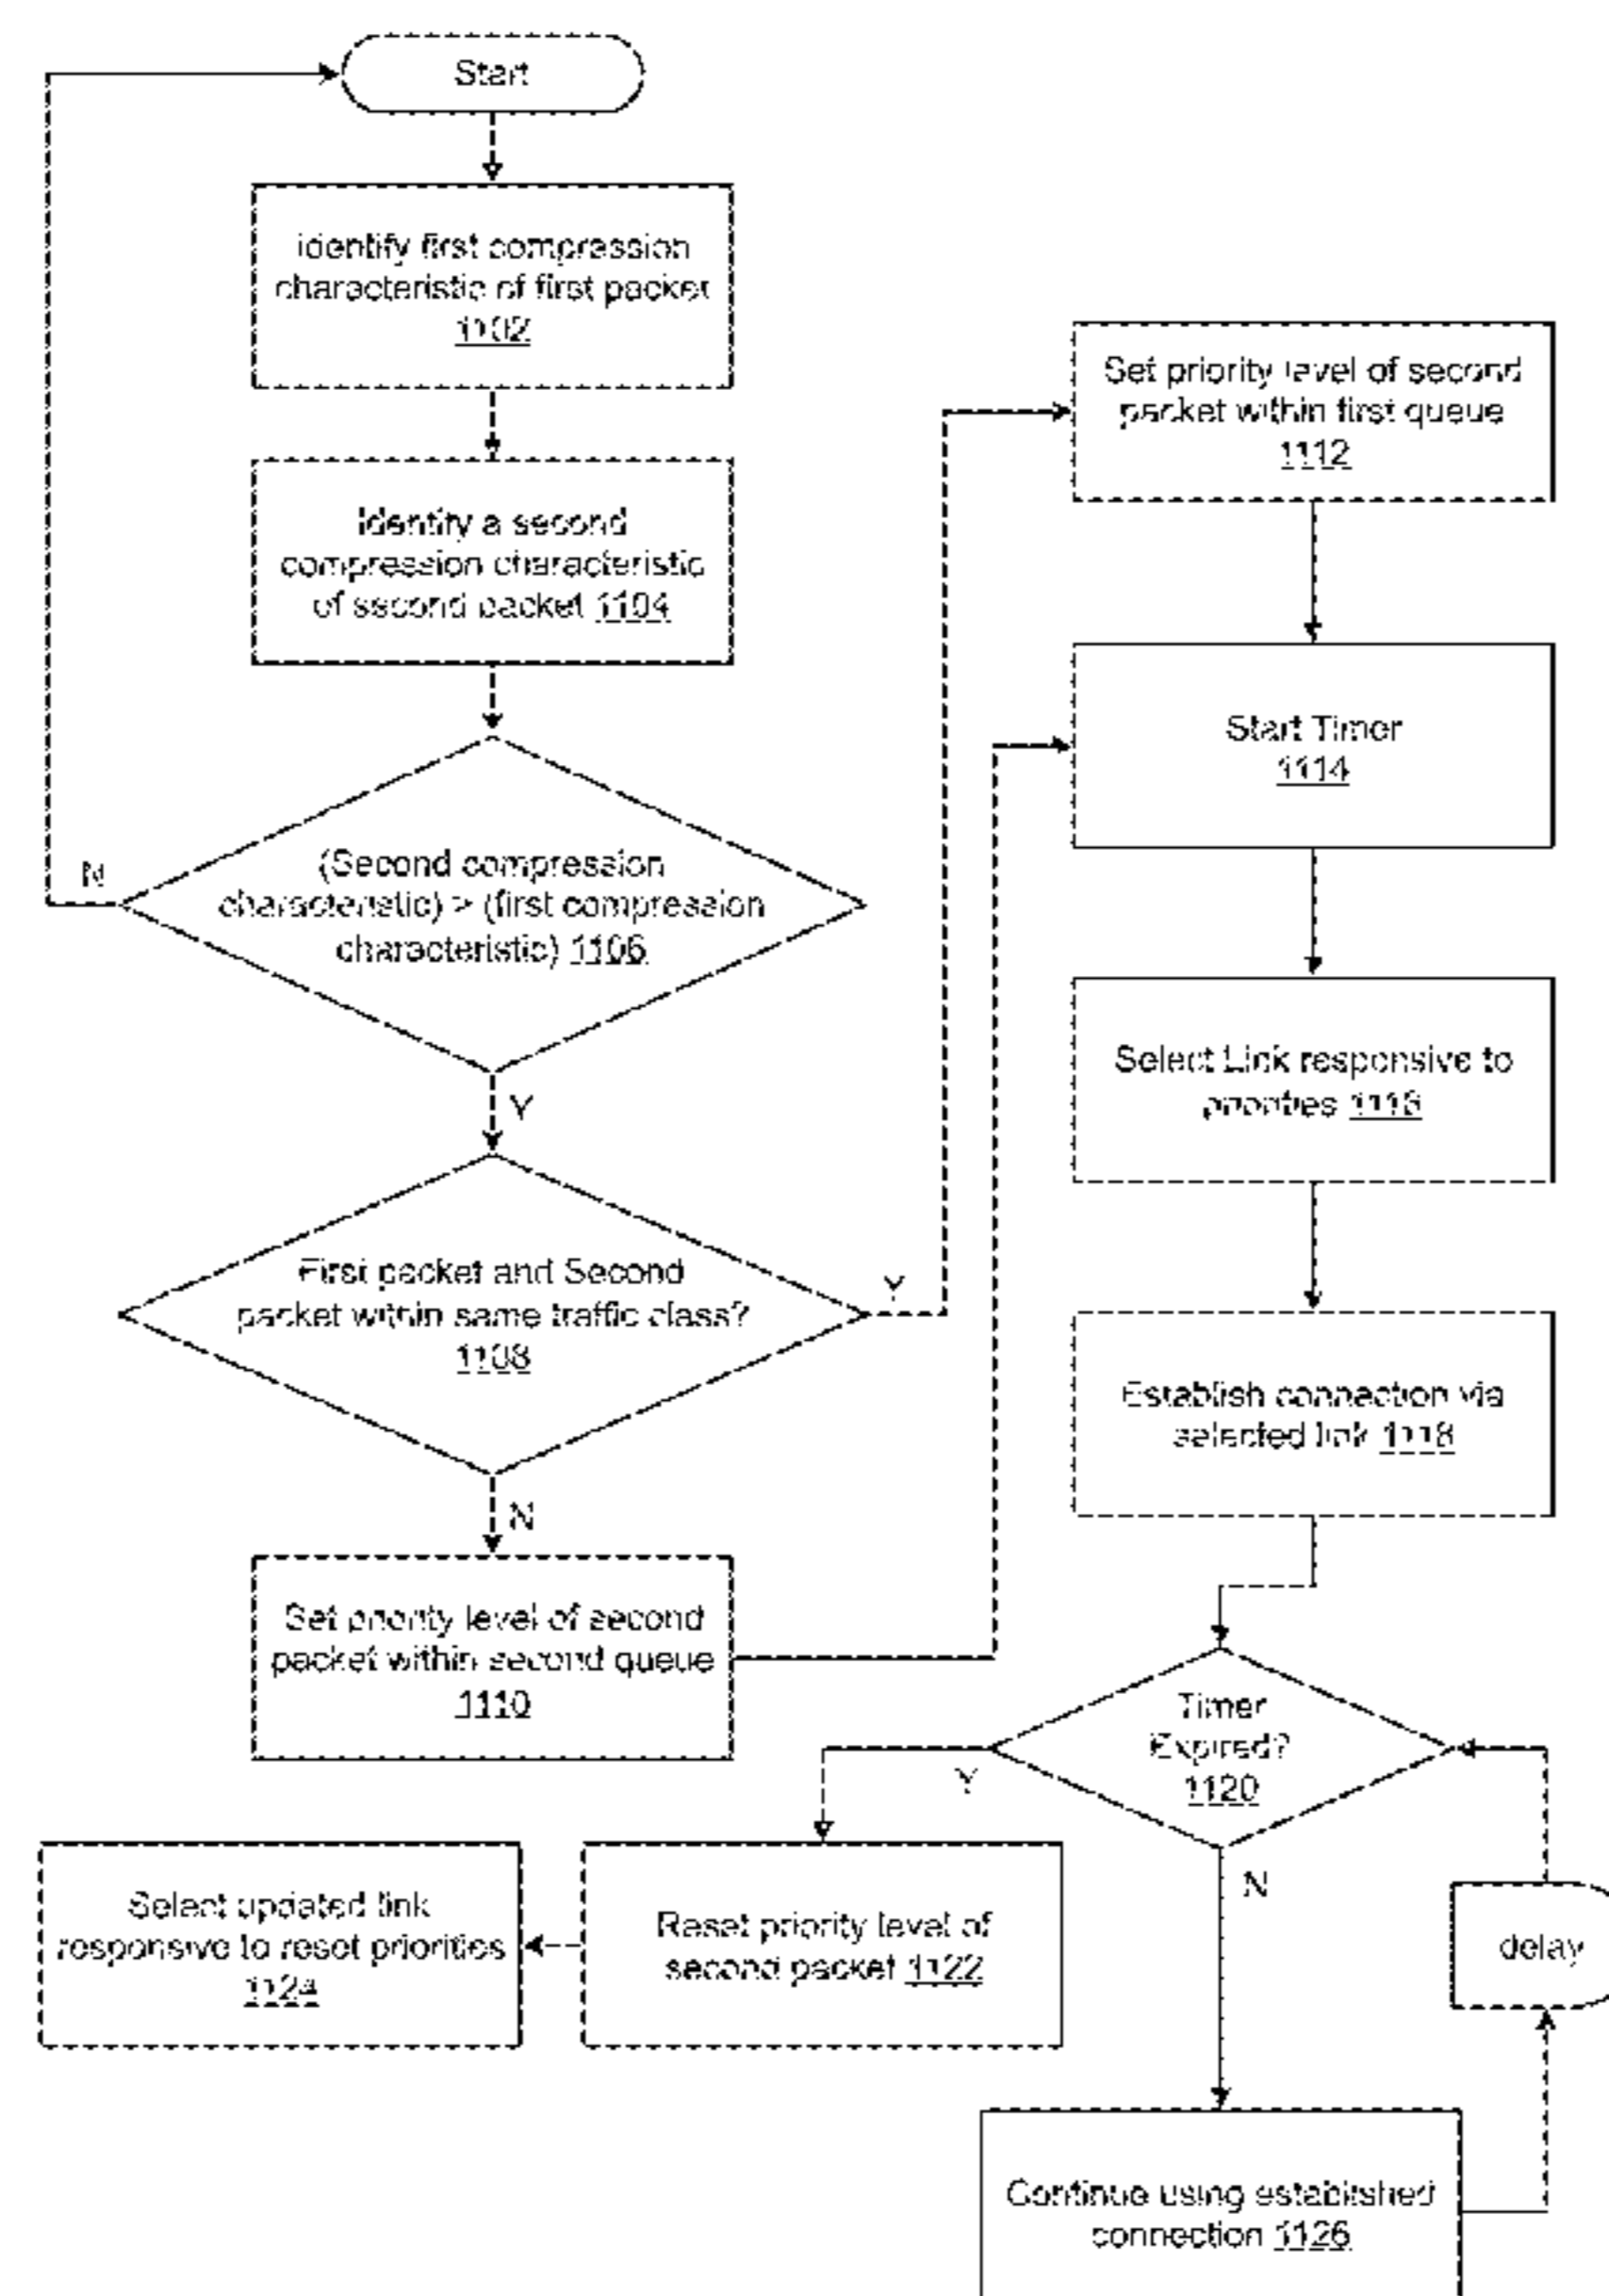 Start
Identify first compression
characteristic of first packet
1102
Identify a second
compression characteristic
of second packet 1104
(Second compression
characteristic) > (first compression
characteristic) 1106
N
Y
First packet and Second
packet within same traffic class?
1108
Y
N
Set priority level of second
packet within second queue
1110
Set priority level of second
packet within first queue
1112
Start Timer
1114
Select Link responsive to
priorities 1116
Establish connection via
selected link 1118
Timer
Expired?
1120
Y
N
Reset priority level of
second packet 1122
Select updated link
responsive to reset priorities
1124
delay
Continue using established
connection 1126